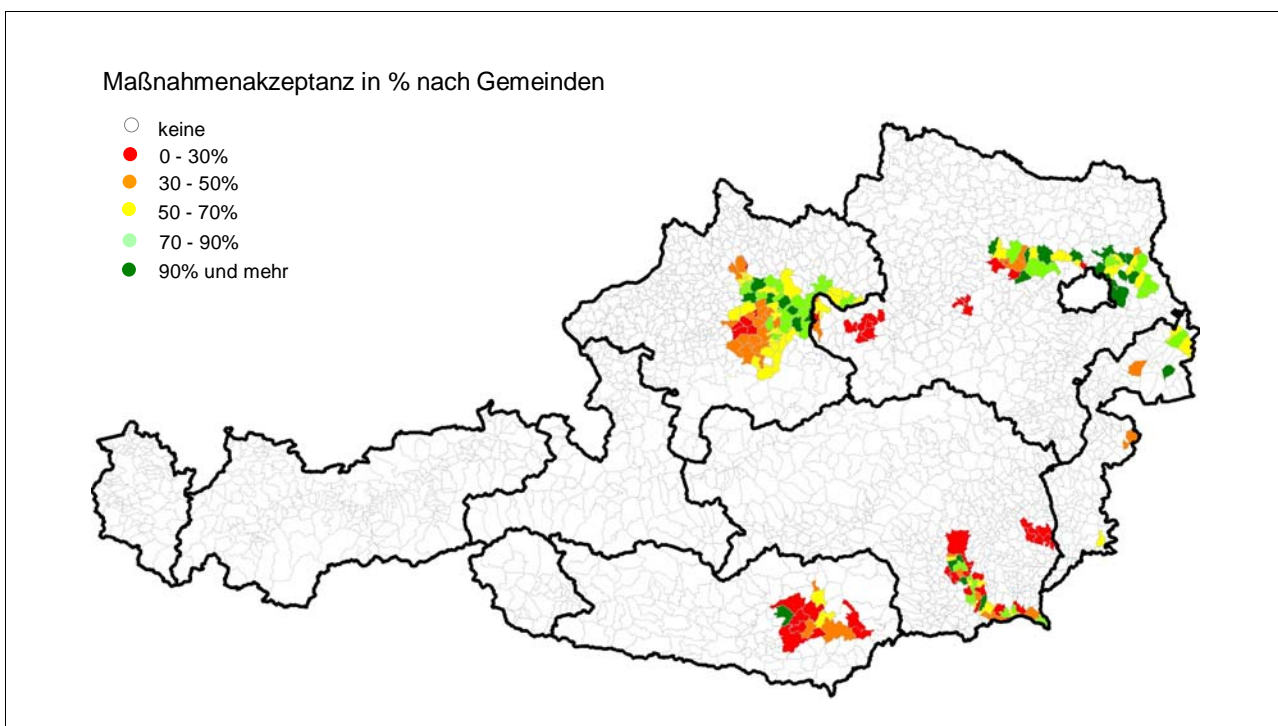 Maßnahmenakzeptanz in % nach Gemeinden
keine
0 - 30%
30 - 50%
50 - 70%
70 - 90%
90% und mehr